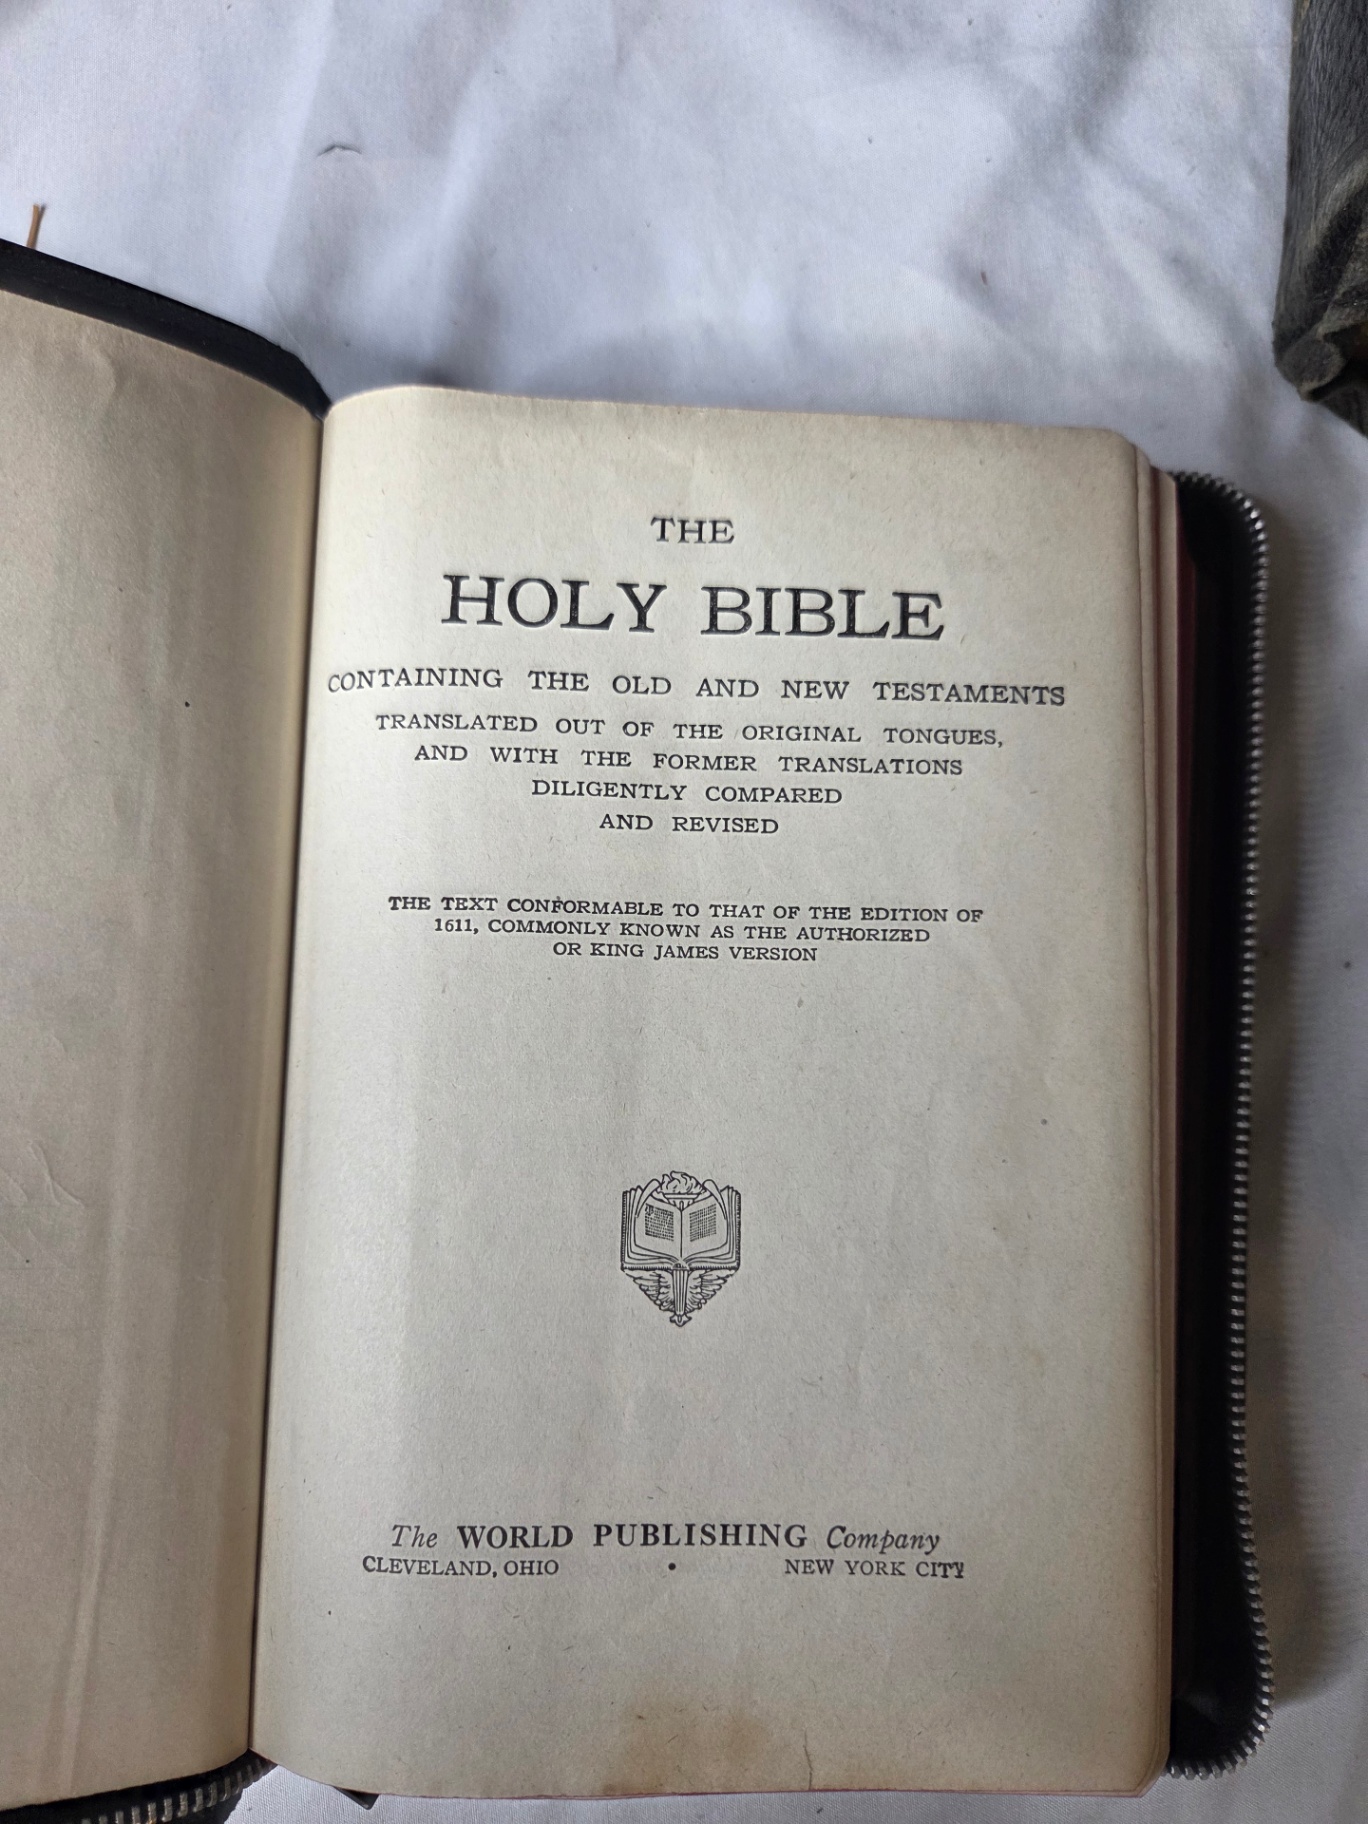 THE
HOLY BIBLE
CONTAINING THE OLD AND NEW TESTAMENTS
TRANSLATED OUT OF THE ORIGINAL TONGUES,
AND WITH THE FORMER TRANSLATIONS
DILIGENTLY COMPARED
AND REVISED
THE TEXT CONFORMABLE TO THAT OF THE EDITION OF
1611, COMMONLY KNOWN AS THE AUTHORIZED
OR KING JAMES VERSION
The WORLD PUBLISHING Company
CLEVELAND, OHIO • NEW YORK CITY